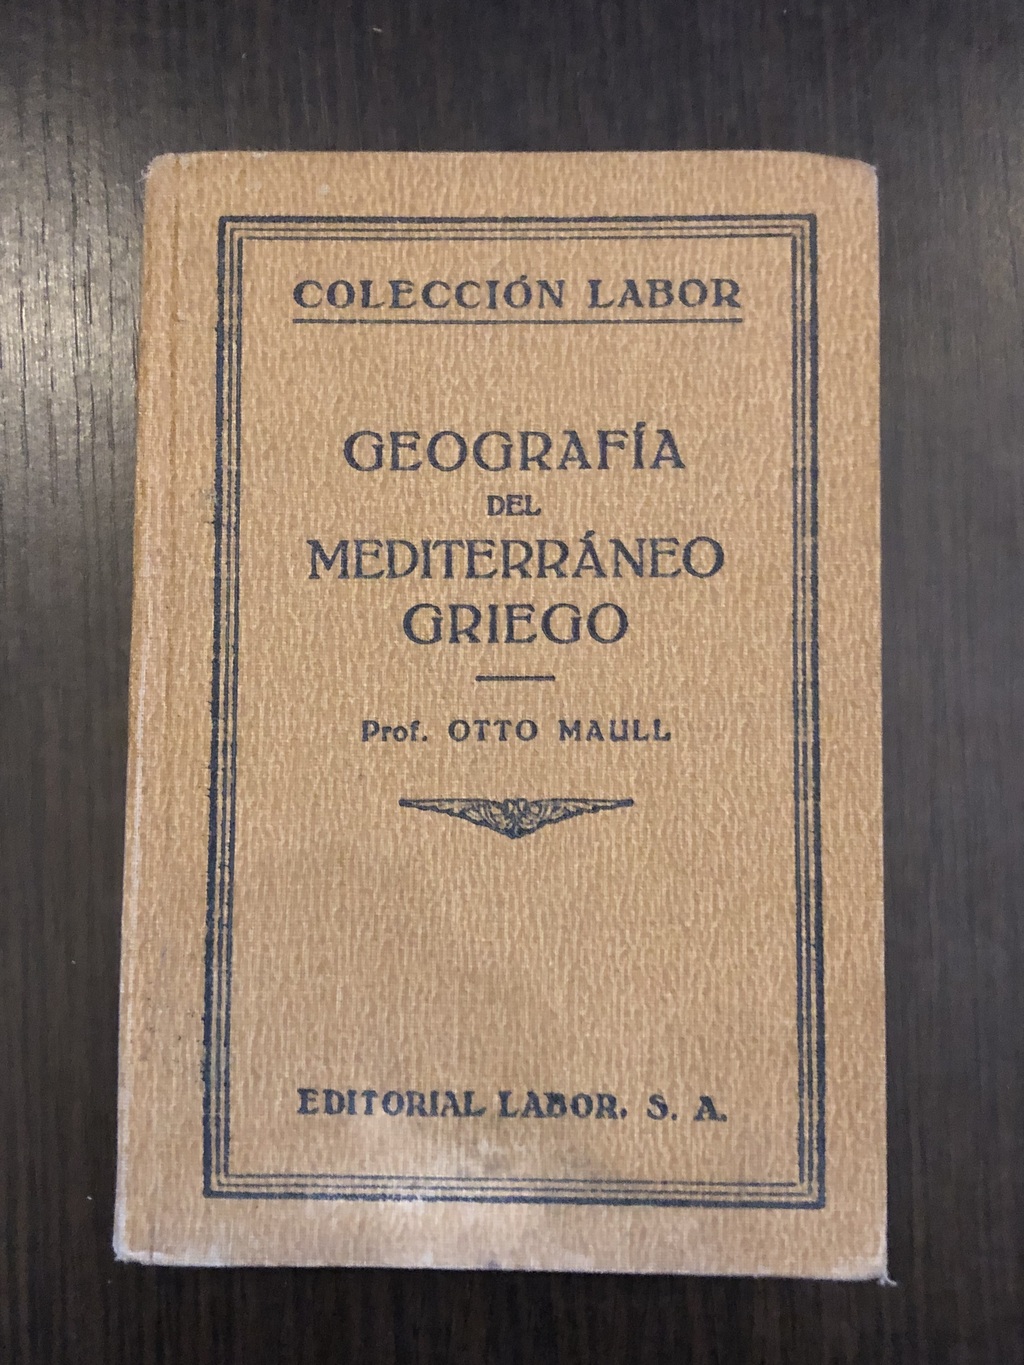 COLECCIÓN LABOR
GEOGRAFÍA
DEL
MEDITERRÁNEO
GRIEGO
Prof. OTTO MAULL
EDITORIAL LABOR, S. A.